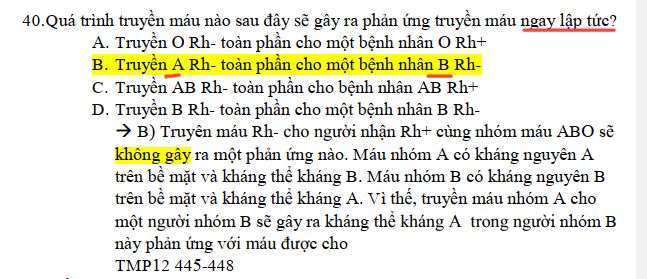 40.Quá trình truyền máu nào sau đây sẽ gây ra phản ứng truyền máu ngay lập tức?
A. Truyền O Rh- toàn phần cho một bệnh nhân O Rh+
B. Truyền A Rh- toàn phần cho một bệnh nhân B Rh-
C. Truyền AB Rh- toàn phần cho bệnh nhân AB Rh+
D. Truyền B Rh- toàn phần cho một bệnh nhân B Rh-
→ B) Truyên máu Rh- cho người nhận Rh+ cùng nhóm máu ABO sẽ
không gây ra một phản ứng nào. Máu nhóm A có kháng nguyên A
trên bề mặt và kháng thể kháng B. Máu nhóm B có kháng nguyên B
trên bề mặt và kháng thể kháng A. Vì thế, truyền máu nhóm A cho
một người nhóm B sẽ gây ra kháng thể kháng A trong người nhóm B
này phản ứng với máu được cho
TMP12 445-448